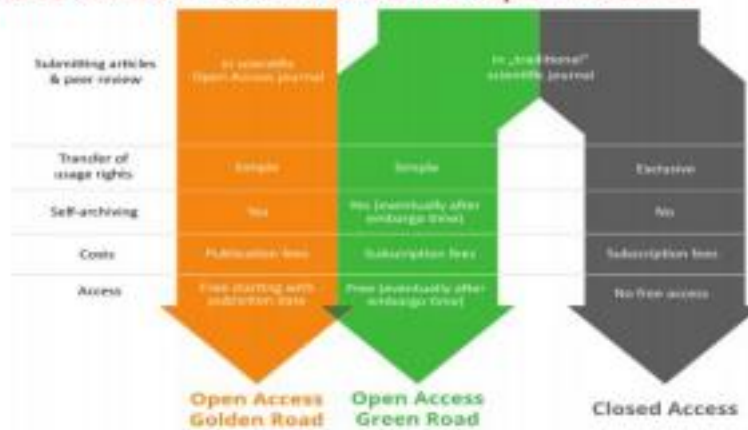 Submitting articles
& peer review
In scientific
Open Access journal
in „traditional"
scientific journal
Transfer of
usage rights
Simple
Simple
Exclusive
Self-archiving
No (eventually after
embargo time)
No
Costs
Publication fees
Subscription fees
Subscription fees
Access
Free starting with
Free (eventually after
embargo time)
No free access
Open Access
Golden Road
Open Access
Green Road
Closed Access